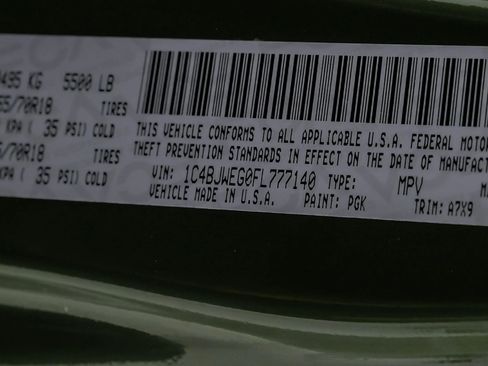 2495 KG 5500 LB
55/70R18 TIRES
KPA ( 35 PSI) COLD
5/70R18 TIRES
KPA ( 35 PSI) COLD
THIS VEHICLE CONFORMS TO ALL APPLICABLE U.S.A. FEDERAL MOTOR
THEFT PREVENTION STANDARDS IN EFFECT ON THE DATE OF MANUFACT
VIN: 1C4BJWEG0FL777140 TYPE: MPV M
VEHICLE MADE IN U.S.A. PAINT: PGK TRIM: A7X9